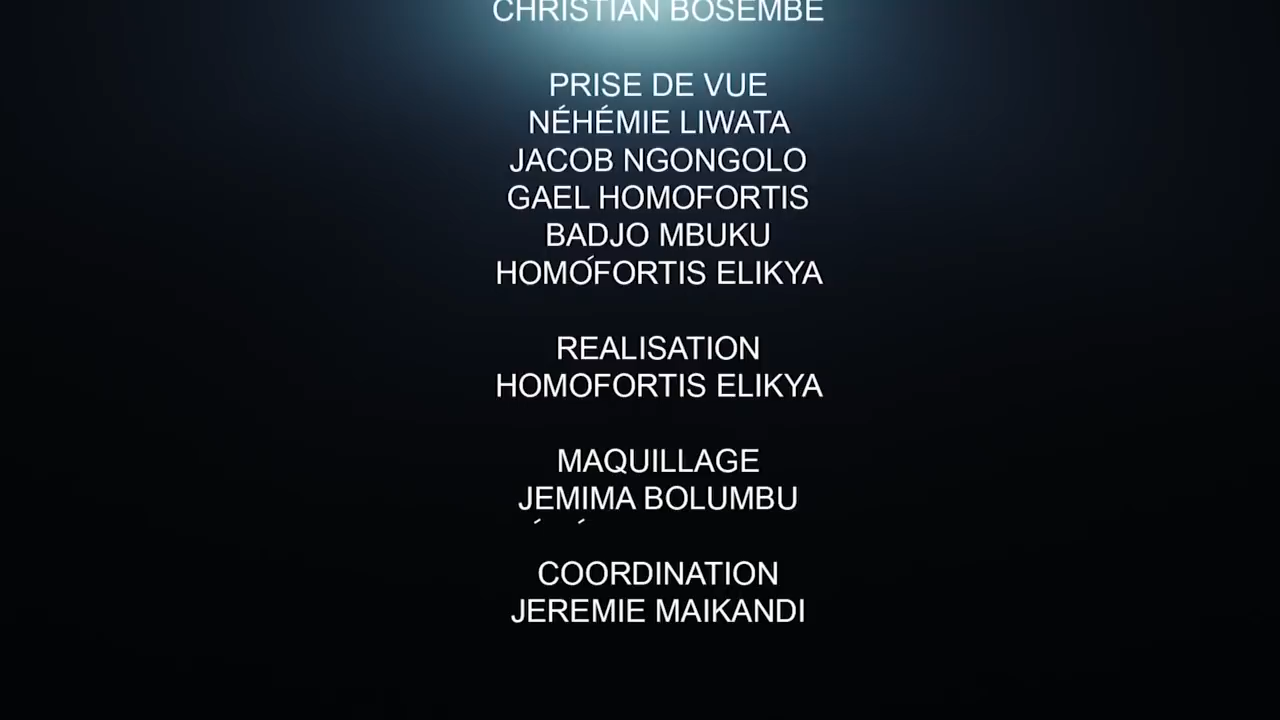 CHRISTIAN BOSEMBE
PRISE DE VUE
NÉHÉMIE LIWATA
JACOB NGONGOLO
GAEL HOMOFORTIS
BADJO MBUKU
HOMOFORTIS ELIKYA
REALISATION
HOMOFORTIS ELIKYA
MAQUILLAGE
JEMIMA BOLUMBU
COORDINATION
JEREMIE MAIKANDI